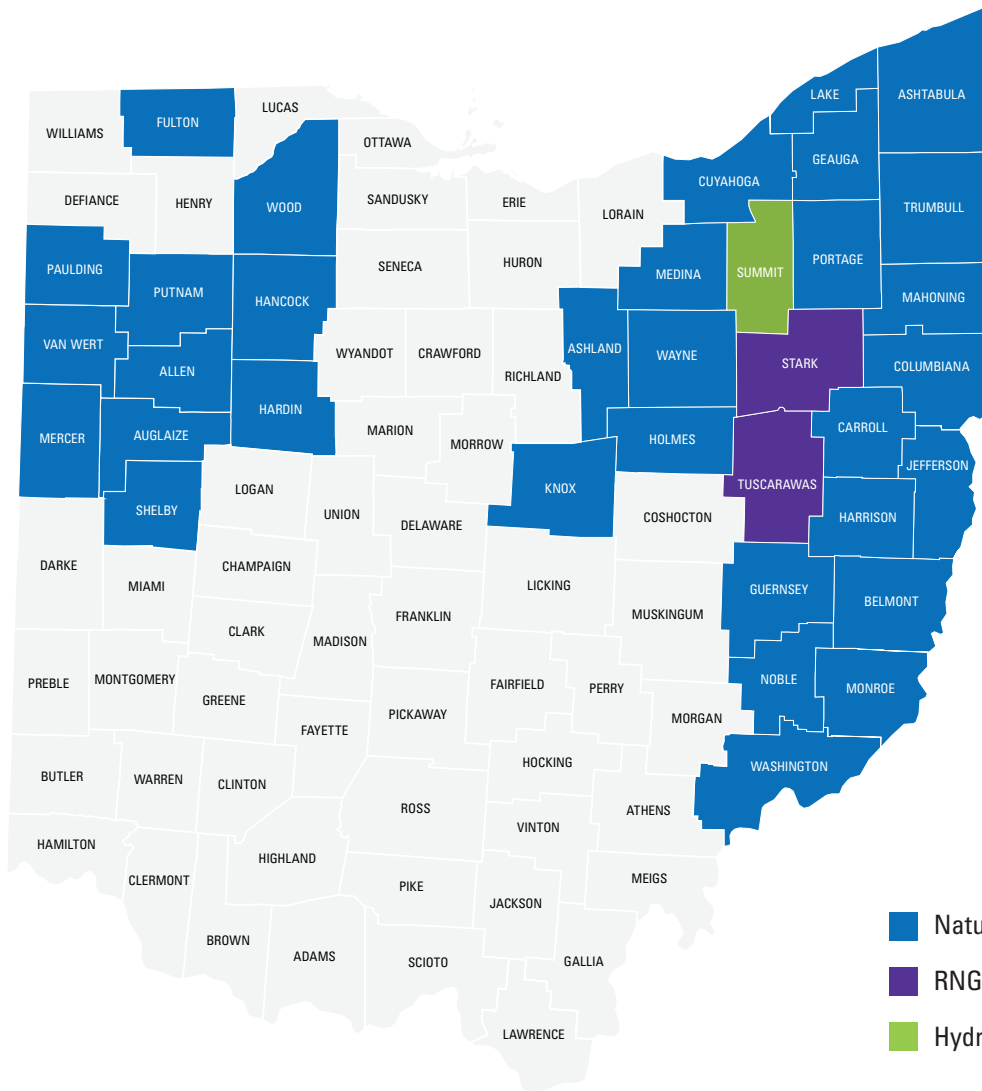 LAKE
ASHTABULA
LUCAS
FULTON
WILLIAMS
OTTAWA
GEAUGA
CUYAHOGA
DEFIANCE
HENRY
WOOD
SANDUSKY
ERIE
LORAIN
TRUMBULL
SENECA
HURON
MEDINA
SUMMIT
PORTAGE
PAULDING
PUTNAM
HANCOCK
MAHONING
VAN WERT
ALLEN
WYANDOT
CRAWFORD
RICHLAND
ASHLAND
WAYNE
STARK
COLUMBIANA
HARDIN
MERCER
AUGLAIZE
MARION
MORROW
HOLMES
CARROLL
JEFFERSON
LOGAN
KNOX
TUSCARAWAS
SHELBY
UNION
DELAWARE
COSHOCTON
HARRISON
DARKE
MIAMI
CHAMPAIGN
LICKING
GUERNSEY
BELMONT
CLARK
FRANKLIN
MUSKINGUM
MADISON
PREBLE
MONTGOMERY
GREENE
FAIRFIELD
PERRY
NOBLE
MONROE
PICKAWAY
MORGAN
FAYETTE
HOCKING
WASHINGTON
BUTLER
WARREN
CLINTON
ROSS
ATHENS
VINTON
HAMILTON
HIGHLAND
CLERMONT
PIKE
JACKSON
MEIGS
BROWN
ADAMS
SCIOTO
GALLIA
LAWRENCE
Natu
RNG
Hydr